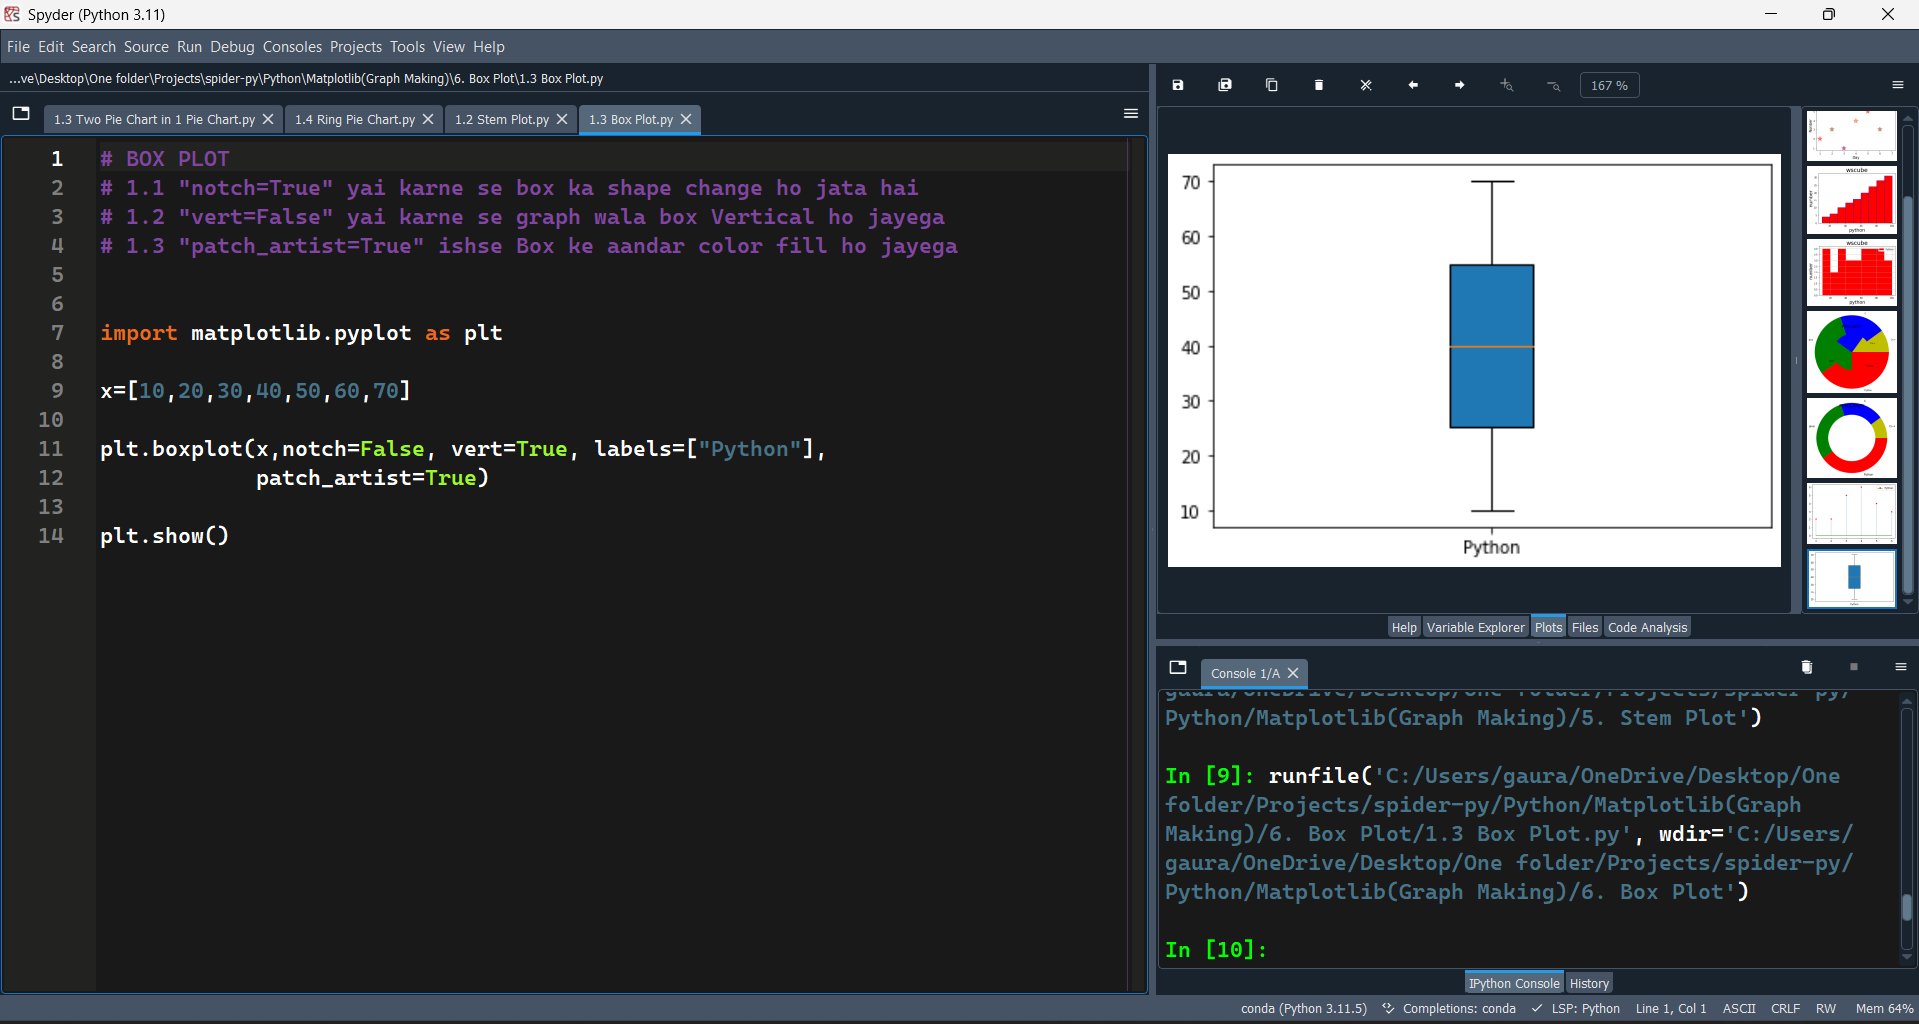 Spyder (Python 3.11)
File Edit Search Source Run Debug Consoles Projects Tools View Help
...ve\Desktop\One folder\Projects\spider-py\Python\Matplotlib(Graph Making)\6. Box Plot\1.3 Box Plot.py
1.3 Two Pie Chart in 1 Pie Chart.py
1.4 Ring Pie Chart.py
1.2 Stem Plot.py
1.3 Box Plot.py
1 # BOX PLOT
2 # 1.1 "notch=True" yai karne se box ka shape change ho jata hai
3 # 1.2 "vert=False" yai karne se graph wala box Vertical ho jayega
4 # 1.3 "patch_artist=True" ishse Box ke aandar color fill ho jayega
5
6
7 import matplotlib.pyplot as plt
8
9 x=[10,20,30,40,50,60,70]
10
11 plt.boxplot(x,notch=False, vert=True, labels=["Python"],
12 patch_artist=True)
13
14 plt.show()
167 %
70
60
50
40
30
20
10
Python
wscube
python
wscube
python
Help Variable Explorer Plots Files Code Analysis
Console 1/A
gaura/OneDrive/Desktop/One folder/Projects/spider-py/
Python/Matplotlib(Graph Making)/5. Stem Plot')
In [9]: runfile('C:/Users/gaura/OneDrive/Desktop/One
folder/Projects/spider-py/Python/Matplotlib(Graph
Making)/6. Box Plot/1.3 Box Plot.py', wdir='C:/Users/
gaura/OneDrive/Desktop/One folder/Projects/spider-py/
Python/Matplotlib(Graph Making)/6. Box Plot')
In [10]:
IPython Console History
conda (Python 3.11.5) Completions: conda LSP: Python Line 1, Col 1 ASCII CRLF RW Mem 64%